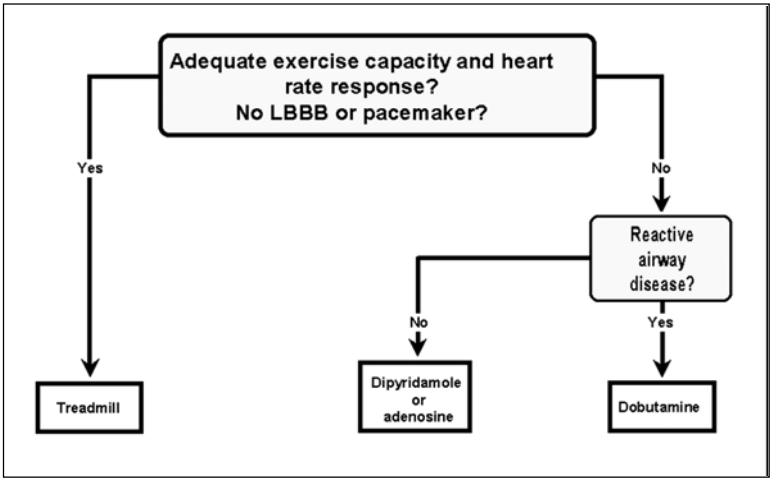 Adequate exercise capacity and heart
rate response?
No LBBB or pacemaker?
Yes
No
Reactive
airway
disease?
No
Yes
Treadmill
Dipyridamole
or
adenosine
Dobutamine